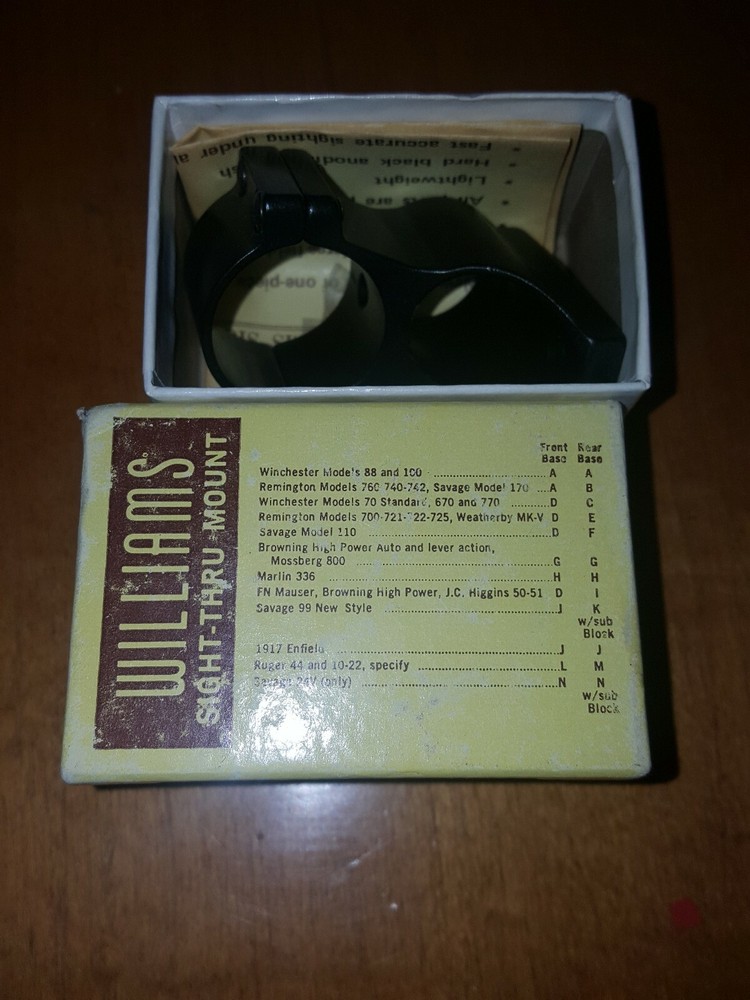 Fast accurate sighting under
Hard black
Lightweight
are
or one-piece
WILLIAMS
SIGHT-THRU MOUNT
Front Rear
Base Base
Winchester Models 88 and 100 A A
Remington Models 760-740-742, Savage Model 170 A B
Winchester Models 70 Standard, 670 and 770 D C
Remington Models 700-721-722-725, Weatherby MK-V D E
Savage Model 110 D F
Browning High Power Auto and lever action,
Mossberg 800 G G
Marlin 336 H H
FN Mauser, Browning High Power, J.C. Higgins 50-51 D I
Savage 99 New Style J K
w/sub
Block
1917 Enfield J J
Ruger 44 and 10-22, specify L M
Savage 24V (only) N N
w/sub
Block